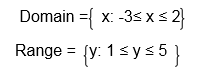 Domain ={ x: -3≤ x ≤ 2}
Range = {y: 1 ≤ y ≤ 5 }